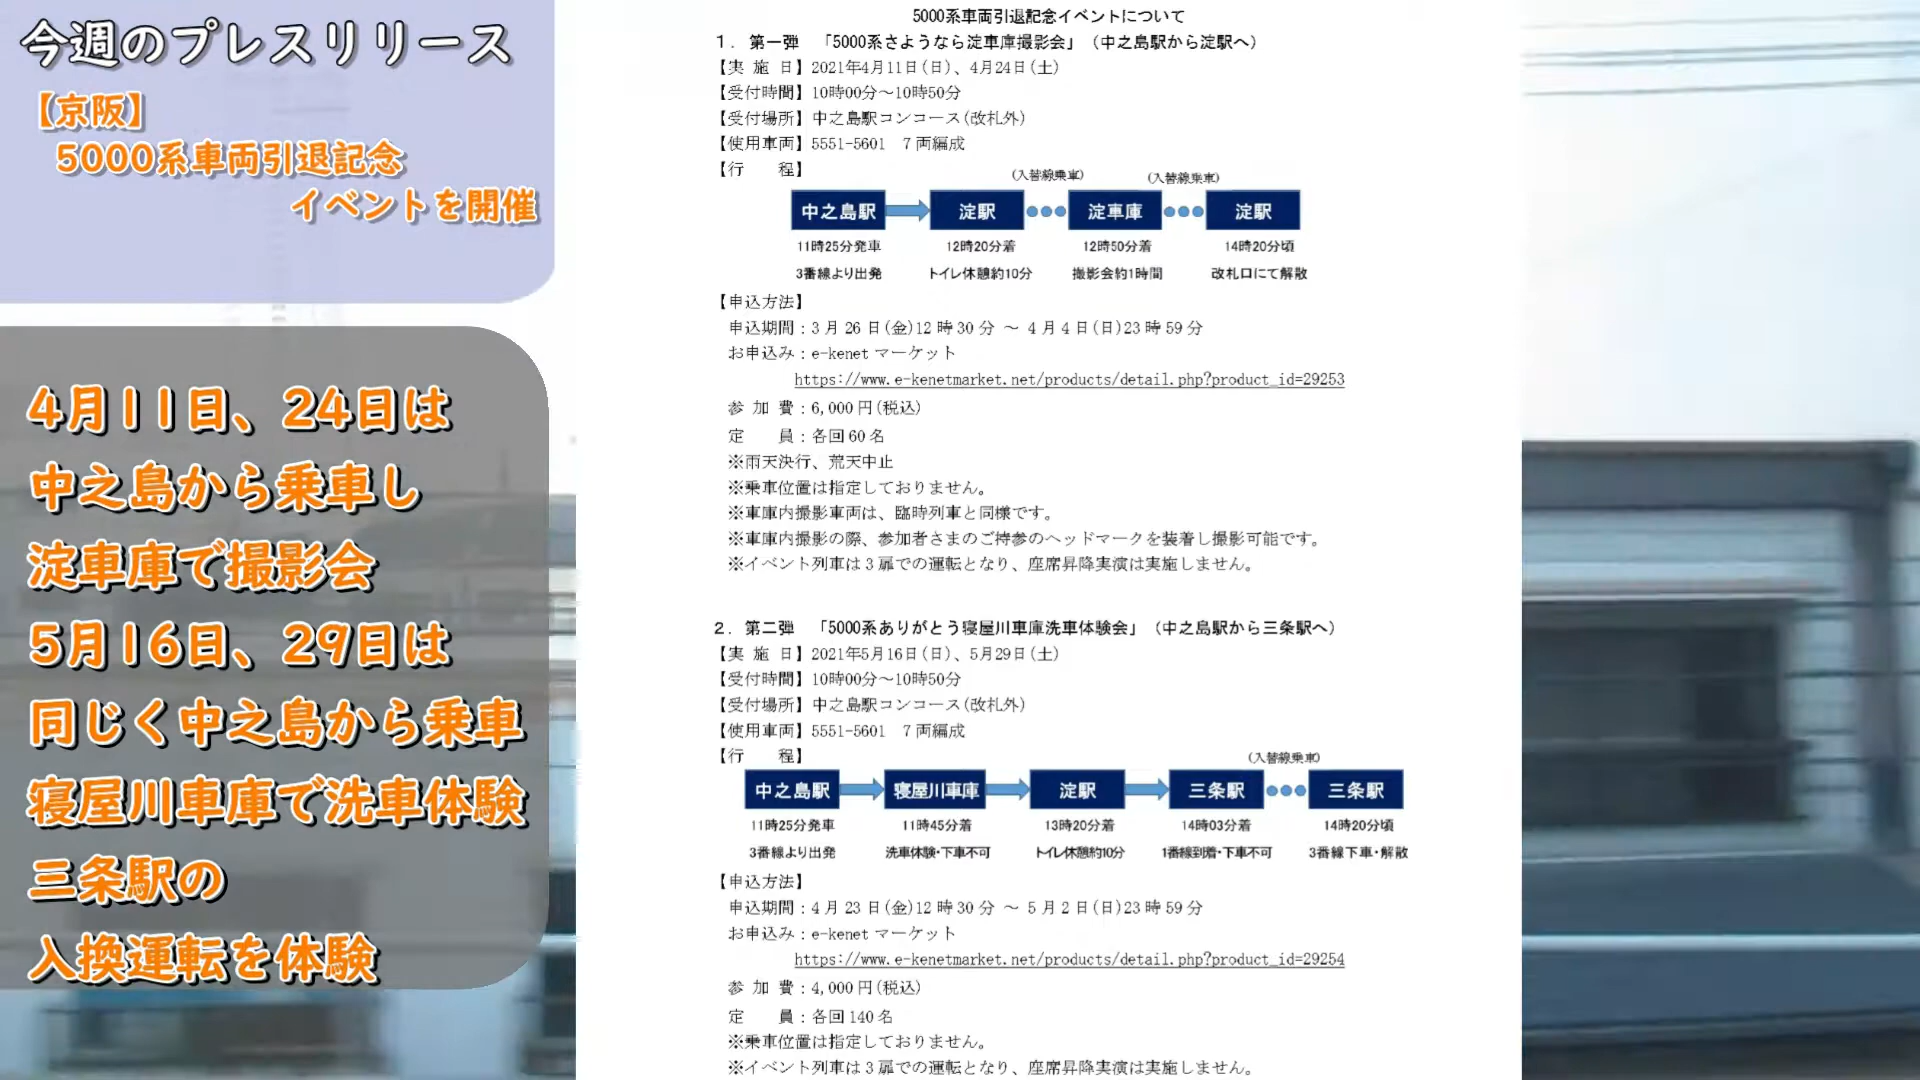 今週のプレスリリース
【京阪】
5000系車両引退記念
イベントを開催
4月11日、24日は
中之島から乗車し
淀車庫で撮影会
5月16日、29日は
同じく中之島から乗車
寝屋川車庫で洗車体験
三条駅の
入換運転を体験
5000系車両引退記念イベントについて
1. 第一弾 「5000系さようなら淀車庫撮影会」（中之島駅から淀駅へ）
【実 施 日】2021年4月11日(日)、4月24日(土)
【受付時間】10時00分～10時50分
【受付場所】中之島駅コンコース(改札外)
【使用車両】5551-5601 7両編成
【行 程】
(入替線乗車) (入替線乗車)
中之島駅 淀駅 淀車庫 淀駅
11時25分発車 12時20分着 12時50分着 14時20分頃
3番線より出発 トイレ休憩約10分 撮影会約1時間 改札口にて解散
【申込方法】
申込期間：3月26日(金)12時30分 ～ 4月4日(日)23時59分
お申込み：e-kenet マーケット
https://www.e-kenetmarket.net/products/detail.php?product_id=29253
参 加 費：6,000円(税込)
定 員：各回60名
※雨天決行、荒天中止
※乗車位置は指定しておりません。
※車庫内撮影車両は、臨時列車と同様です。
※車庫内撮影の際、参加者さまのご持参のヘッドマークを装着し撮影可能です。
※イベント列車は3扉での運転となり、座席昇降実演は実施しません。
2. 第二弾 「5000系ありがとう寝屋川車庫洗車体験会」（中之島駅から三条駅へ）
【実 施 日】2021年5月16日(日)、5月29日(土)
【受付時間】10時00分～10時50分
【受付場所】中之島駅コンコース(改札外)
【使用車両】5551-5601 7両編成
【行 程】
(入替線乗車)
中之島駅 寝屋川車庫 淀駅 三条駅 三条駅
11時25分発車 11時45分着 13時20分着 14時03分着 14時20分頃
3番線より出発 洗車体験・下車不可 トイレ休憩約10分 1番線到着・下車不可 3番線下車・解散
【申込方法】
申込期間：4月23日(金)12時30分 ～ 5月2日(日)23時59分
お申込み：e-kenet マーケット
https://www.e-kenetmarket.net/products/detail.php?product_id=29254
参 加 費：4,000円(税込)
定 員：各回140名
※乗車位置は指定しておりません。
※イベント列車は3扉での運転となり、座席昇降実演は実施しません。